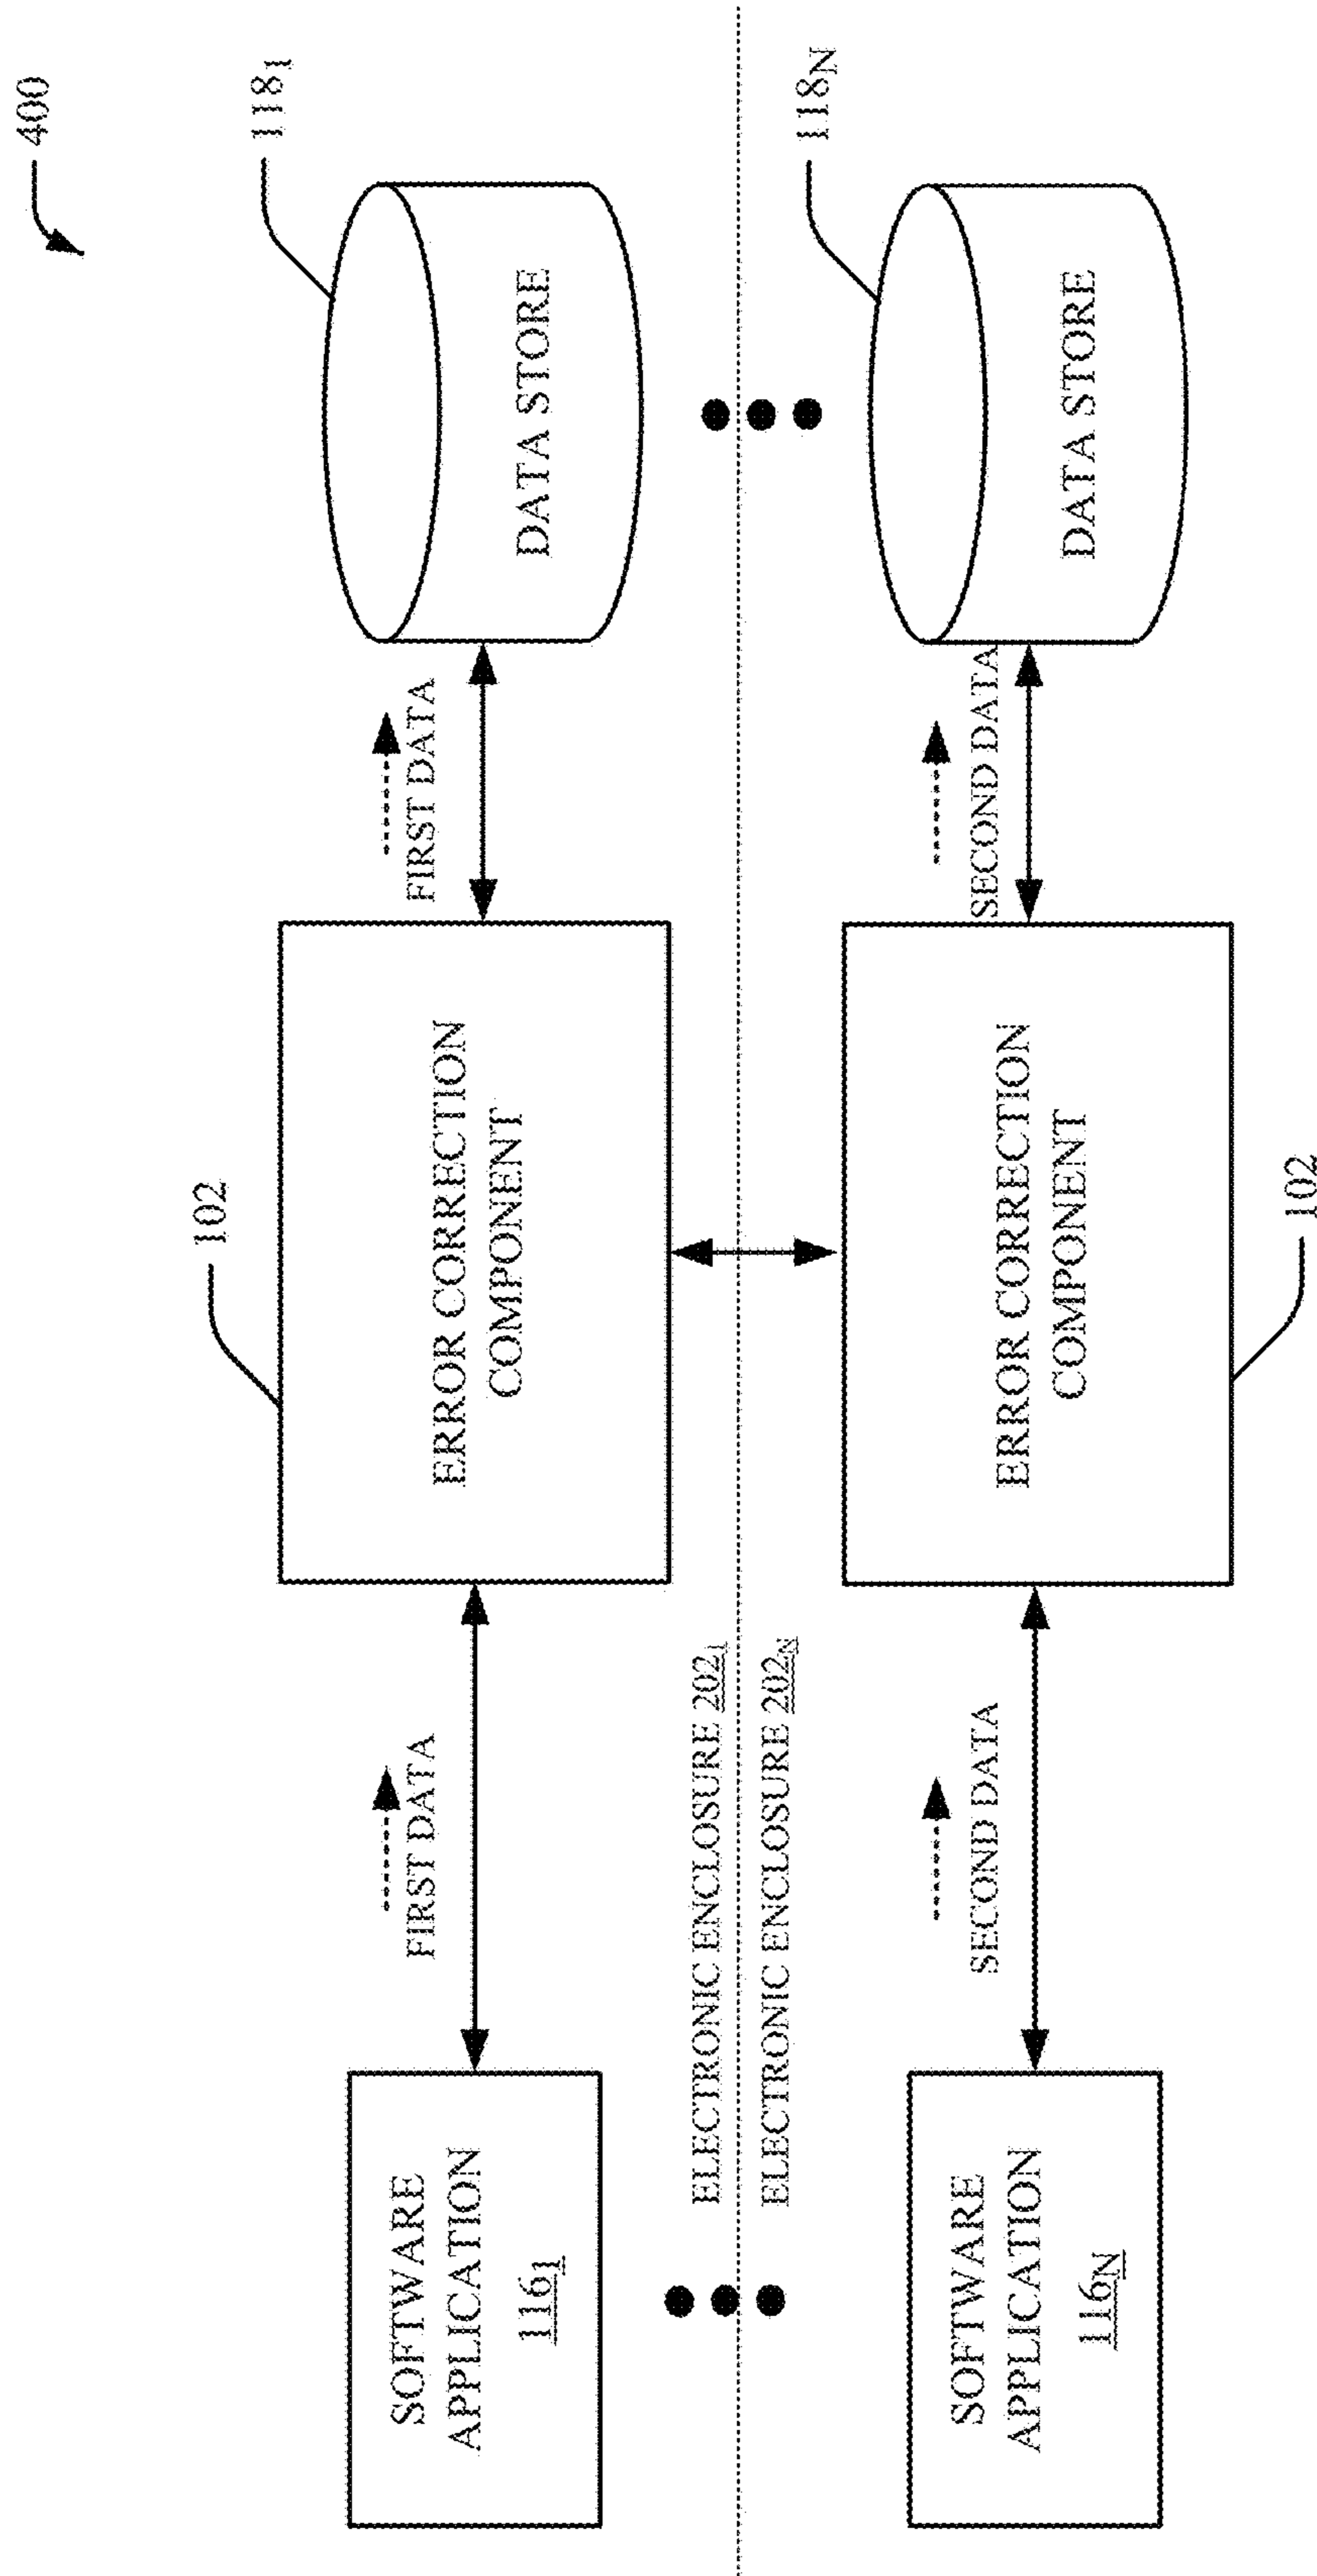 400
118₁
102
SOFTWARE
APPLICATION
116₁
FIRST DATA
ERROR CORRECTION
COMPONENT
FIRST DATA
DATA STORE
ELECTRONIC ENCLOSURE 202₁
ELECTRONIC ENCLOSURE 202N
118N
SOFTWARE
APPLICATION
116N
SECOND DATA
ERROR CORRECTION
COMPONENT
SECOND DATA
DATA STORE
102